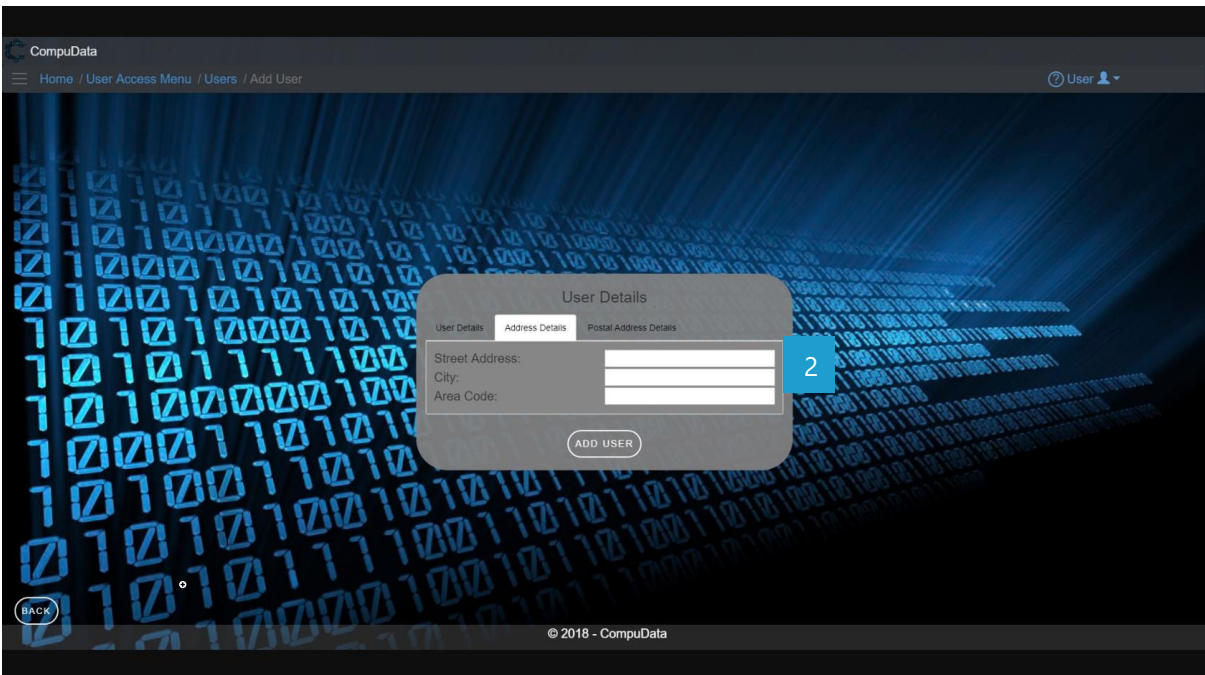 CompuData
Home / User Access Menu / Users / Add User
User
User Details
User Details Address Details Postal Address Details
Street Address:
2
City:
Area Code:
ADD USER
BACK
© 2018 - CompuData